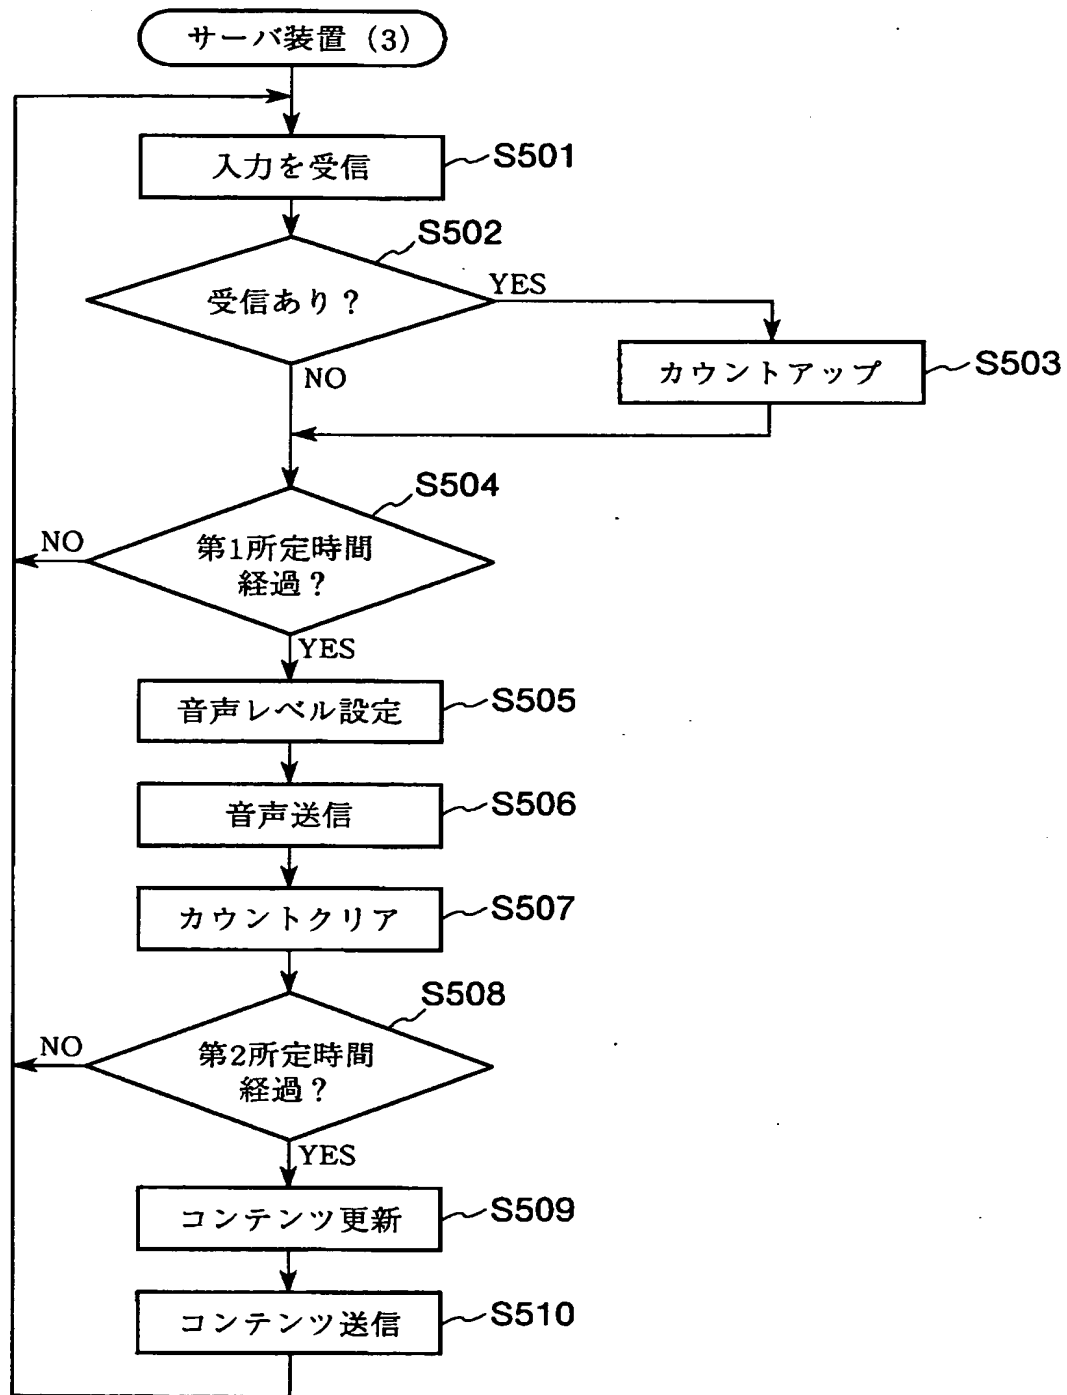 サーバ装置 (3)
入力を受信
S501
S502
受信あり?
YES
NO
カウントアップ
S503
S504
第1所定時間
経過?
NO
YES
音声レベル設定
S505
音声送信
S506
カウントクリア
S507
S508
第2所定時間
経過?
NO
YES
コンテンツ更新
S509
コンテンツ送信
S510